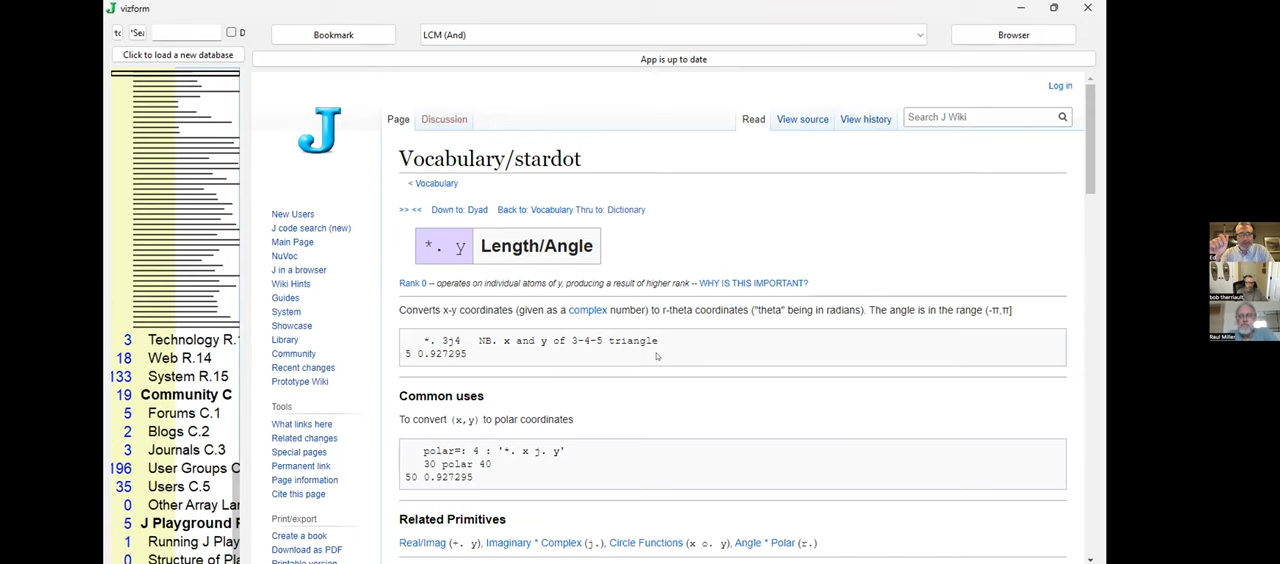 vizform
Bookmark
LCM (And)
Browser
Click to load a new database
App is up to date
Log in
Page
Discussion
Read
View source
View history
Search J Wiki
Vocabulary/stardot
< Vocabulary
>> << Down to: Dyad Back to: Vocabulary Thru to: Dictionary
*. y Length/Angle
Rank 0 -- operates on individual atoms of y, producing a result of higher rank -- WHY IS THIS IMPORTANT?
Converts x-y coordinates (given as a complex number) to r-theta coordinates ("theta" being in radians). The angle is in the range (-π,π]
*. 3j4 NB. x and y of 3-4-5 triangle
5 0.927295
Common uses
To convert (x,y) to polar coordinates
polar=: 4 : '*. x j. y'
30 polar 40
50 0.927295
Related Primitives
Real/Imag (+. y), Imaginary * Complex (j.), Circle Functions (x o. y), Angle * Polar (r.)
New Users
J code search (new)
Main Page
NuVoc
J in a browser
Wiki Hints
Guides
System
Showcase
Library
Community
Recent changes
Prototype Wiki
Tools
What links here
Related changes
Special pages
Permanent link
Page information
Cite this page
Print/export
Create a book
Download as PDF
Printable version
3 Technology R.
18 Web R.14
133 System R.15
19 Community C
5 Forums C.1
2 Blogs C.2
3 Journals C.3
196 User Groups C
35 Users C.5
0 Other Array La
5 J Playground
1 Running J Play
0 Structure of Pl
Ed
bob therriault
Raul Miller